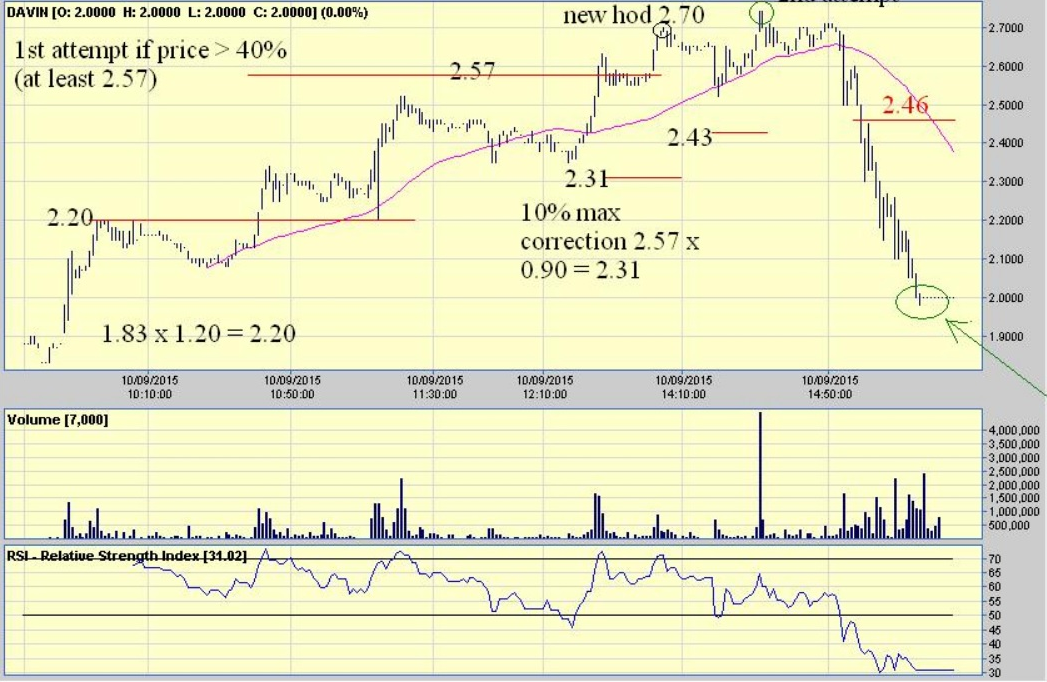 DAVIN [O: 2.0000 H: 2.0000 L: 2.0000 C: 2.0000] (0.00%)
new hod 2.70
1st attempt if price > 40%
(at least 2.57)
2.57
2.46
2.43
2.31
2.20
10% max
correction 2.57 x
0.90 = 2.31
1.83 x 1.20 = 2.20
2.7000
2.6000
2.5000
2.4000
2.3000
2.2000
2.1000
2.0000
1.9000
10/09/2015 10/09/2015 10/09/2015 10/09/2015 10/09/2015 10/09/2015
10:10:00 10:50:00 11:30:00 12:10:00 14:10:00 14:50:00
Volume [7,000]
4,000,000
3,500,000
3,000,000
2,500,000
2,000,000
1,500,000
1,000,000
500,000
RSI - Relative Strength Index [31.02]
70
65
60
55
50
45
40
35
30